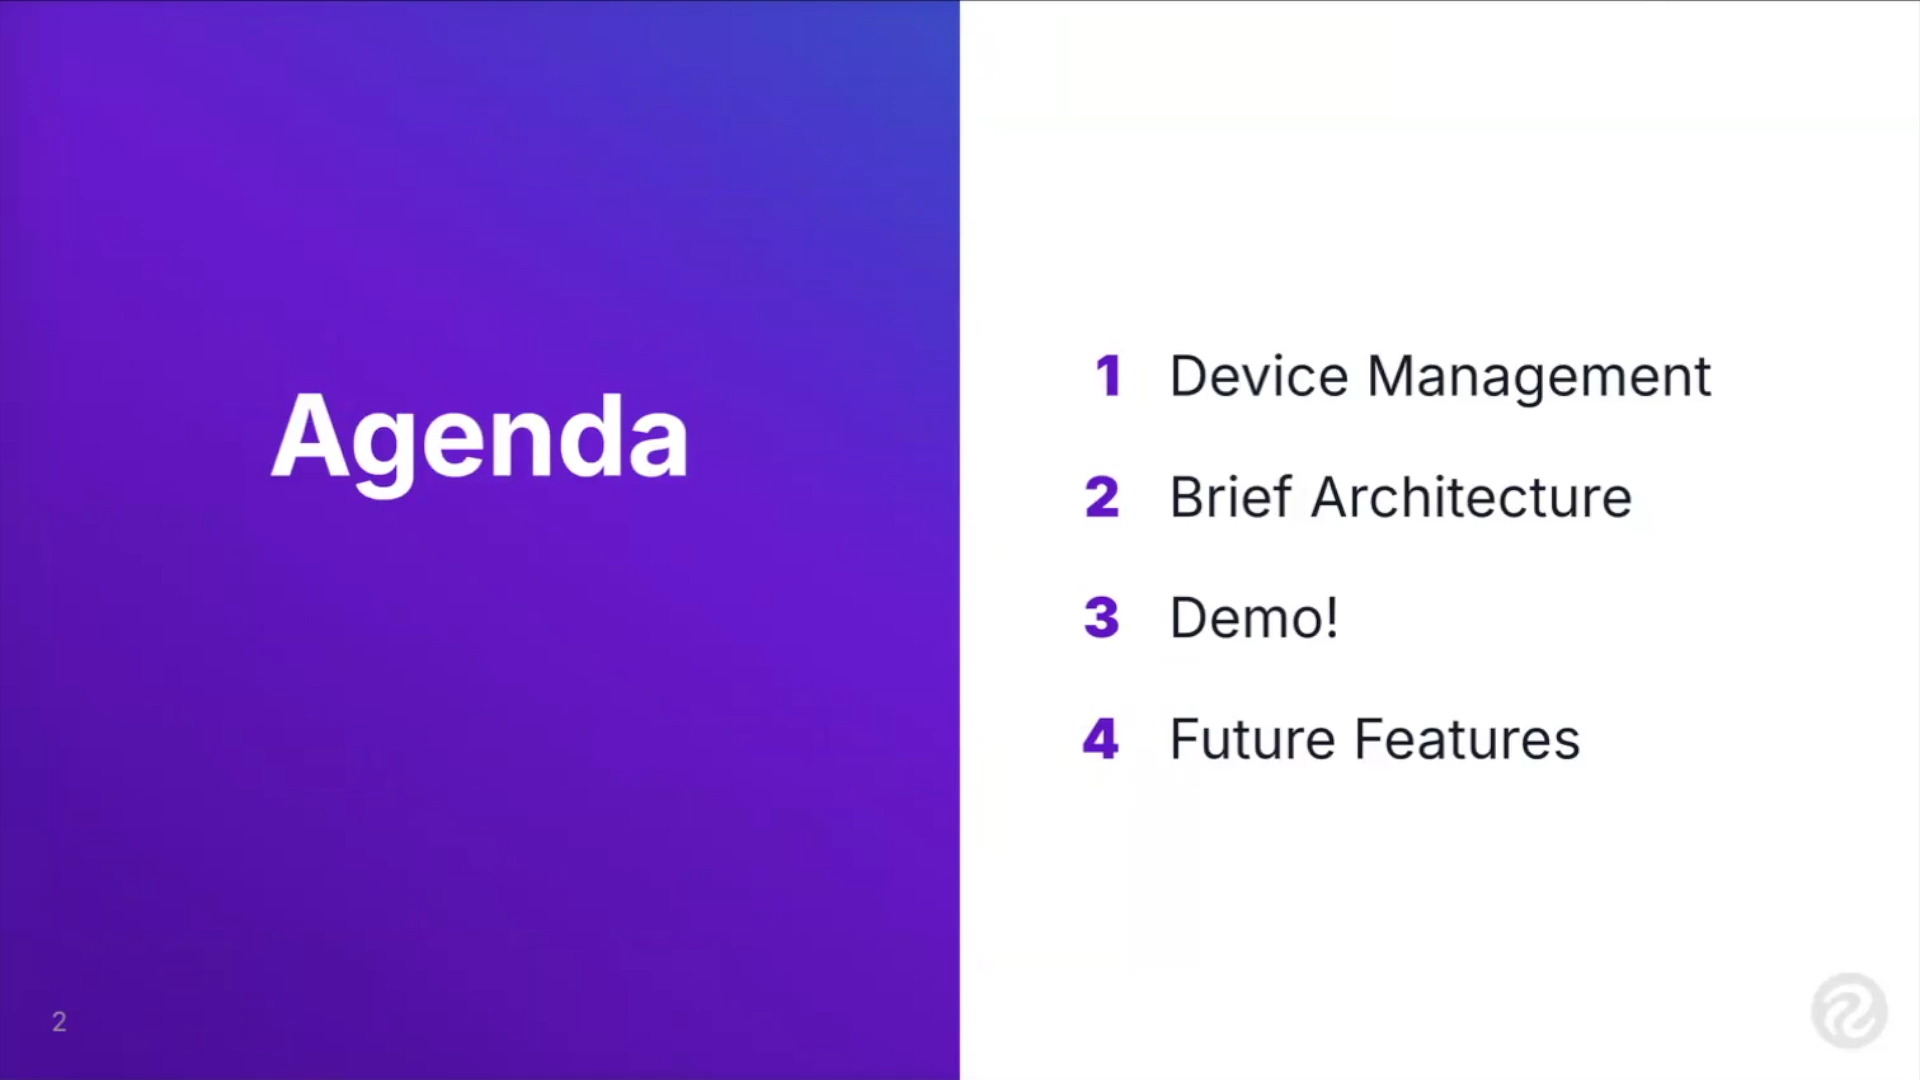 Agenda
1 Device Management
2 Brief Architecture
3 Demo!
4 Future Features
2